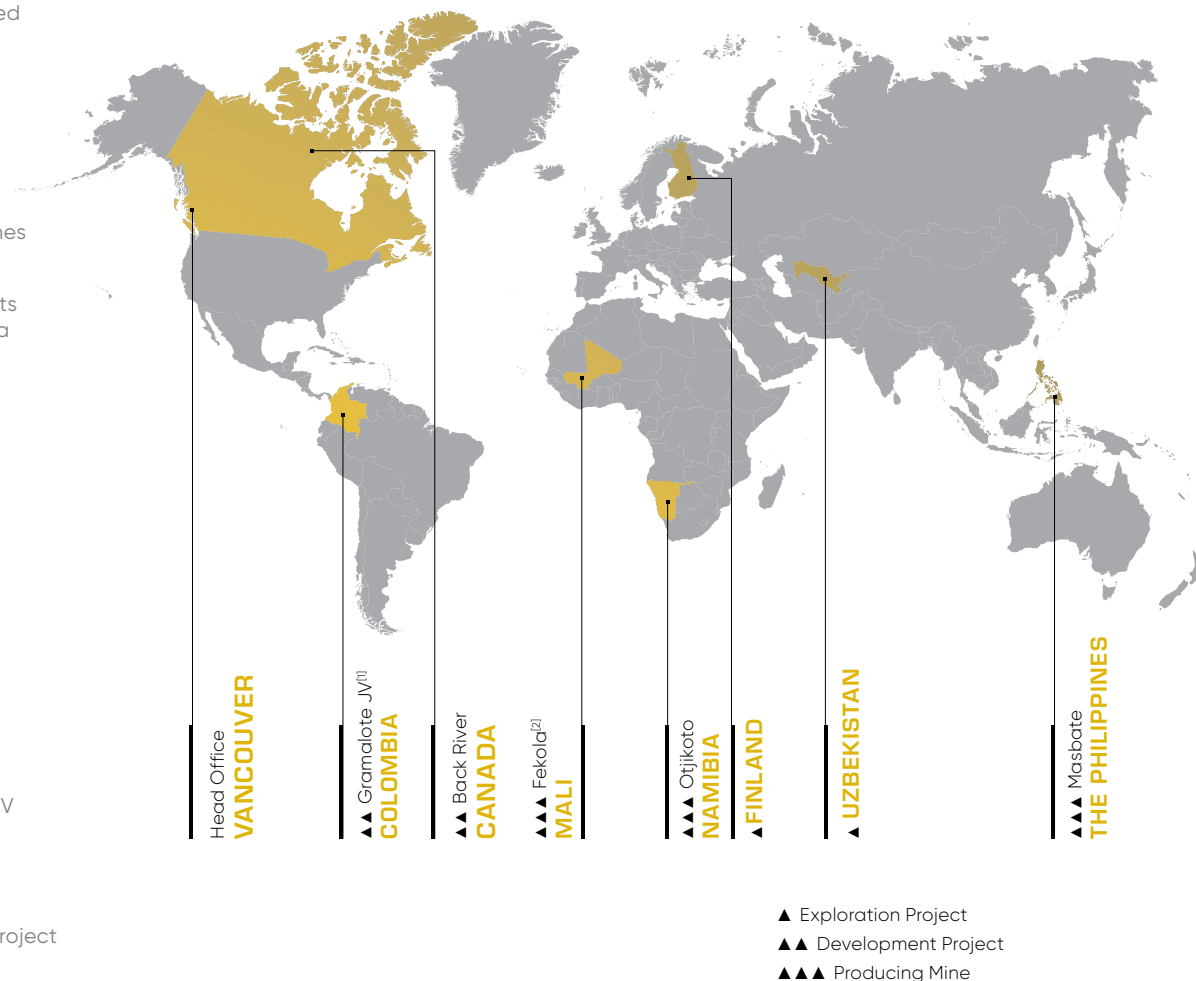 ed
nes
ts
a
V
roject
Head Office
VANCOUVER
▲▲ Gramalote JV[1]
COLOMBIA
▲▲ Back River
CANADA
▲▲▲ Fekola[2]
MALI
▲▲▲ Otjikoto
NAMIBIA
▲ FINLAND
▲ UZBEKISTAN
▲▲▲ Masbate
THE PHILIPPINES
▲ Exploration Project
▲▲ Development Project
▲▲▲ Producing Mine